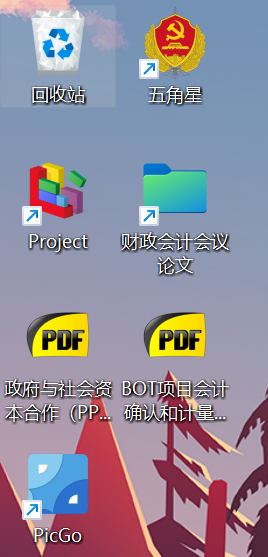 回收站
五角星
Project
财政会计会议
论文
PDF
PDF
政府与社会资
本合作（PP...
BOT项目会计
确认和计量...
PicGo